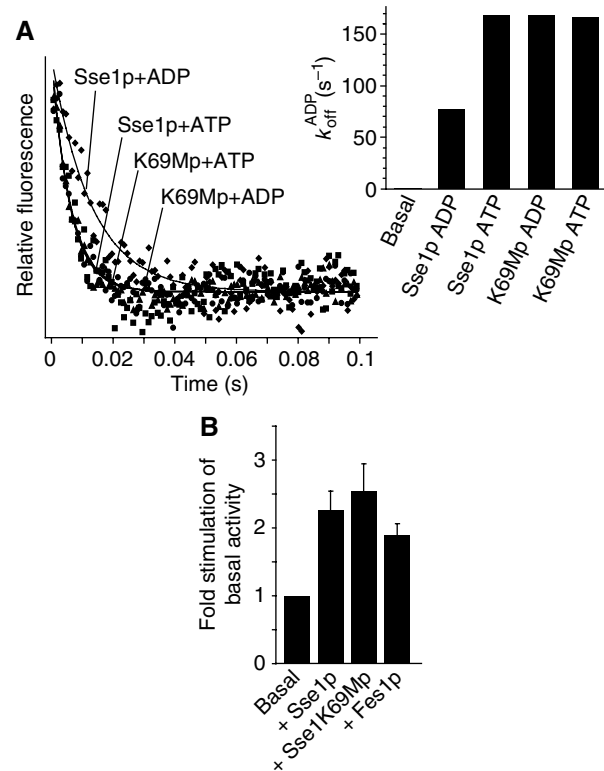 A
Sse1p+ADP
Sse1p+ATP
K69Mp+ATP
K69Mp+ADP
Relative fluorescence
0 0.02 0.04 0.06 0.08 0.1
Time (s)
k_off^ADP (s⁻¹)
150
100
50
0
Basal
Sse1p ADP
Sse1p ATP
K69Mp ADP
K69Mp ATP
B
Fold stimulation of
basal activity
3
2
1
0
Basal
+ Sse1p
+ Sse1K69Mp
+ Fes1p